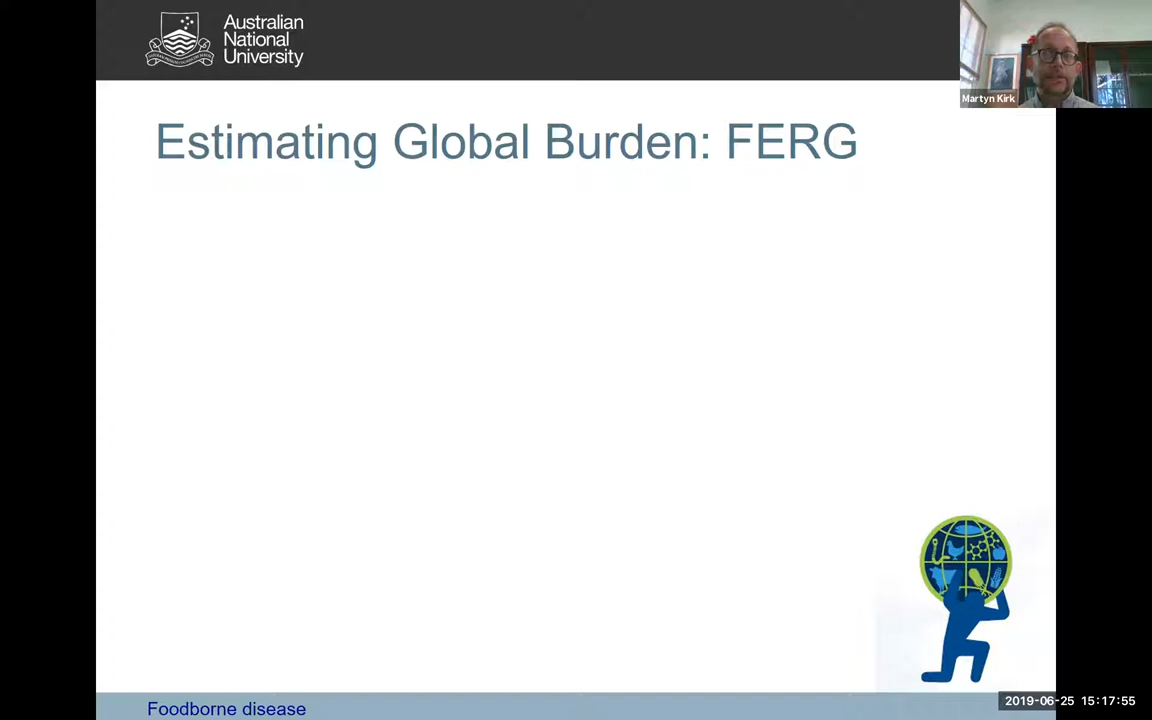 Australian
National
University
Martyn Kirk
Estimating Global Burden: FERG
Foodborne disease
2019-06-25 15:17:55